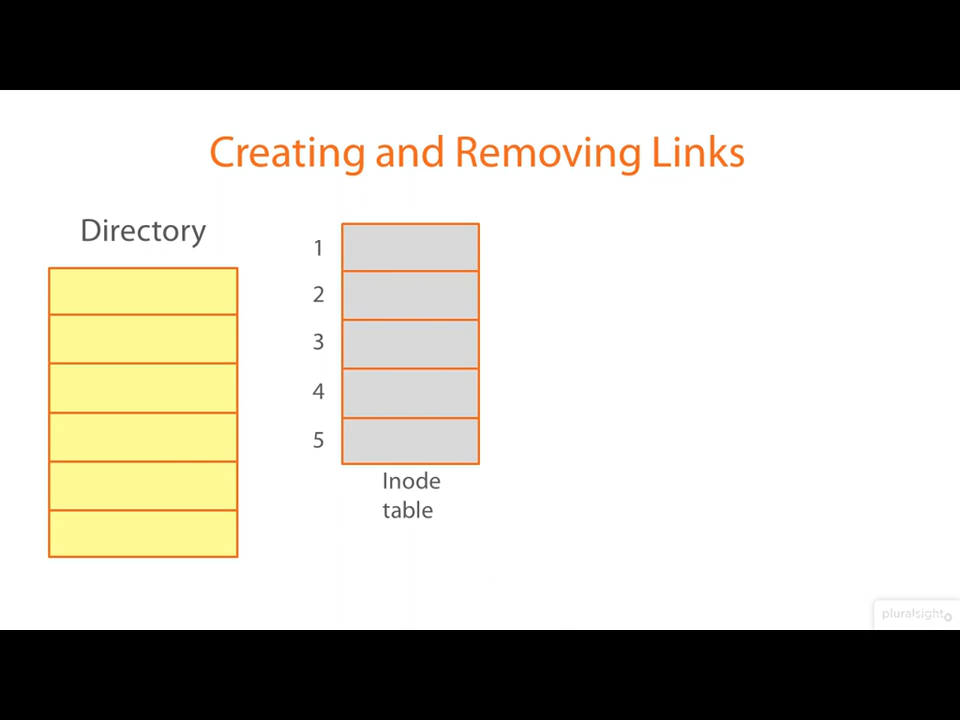 Creating and Removing Links
Directory
1
2
3
4
5
Inode
table
pluralsight